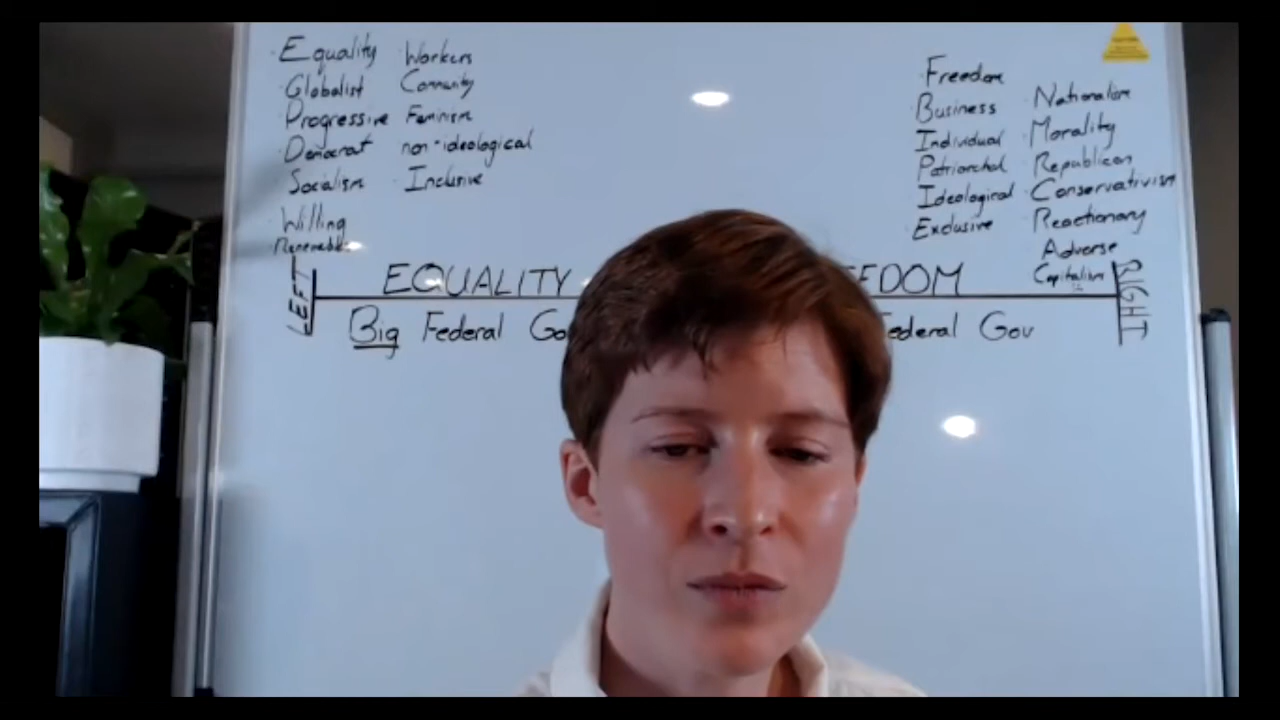 Equality Workers
Globalist Community
Progressive Feminism
Democrat non-ideological
Socialism Inclusive
Willing
Renewable
Freedom
Business Nationalism
Individual Morality
Patriarchal Republican
Ideological Conservativism
Exclusive Reactionary
Adverse
Capitalism
LEFT
EQUALITY
EDOM
RIGHT
Big Federal Go
ederal Gov